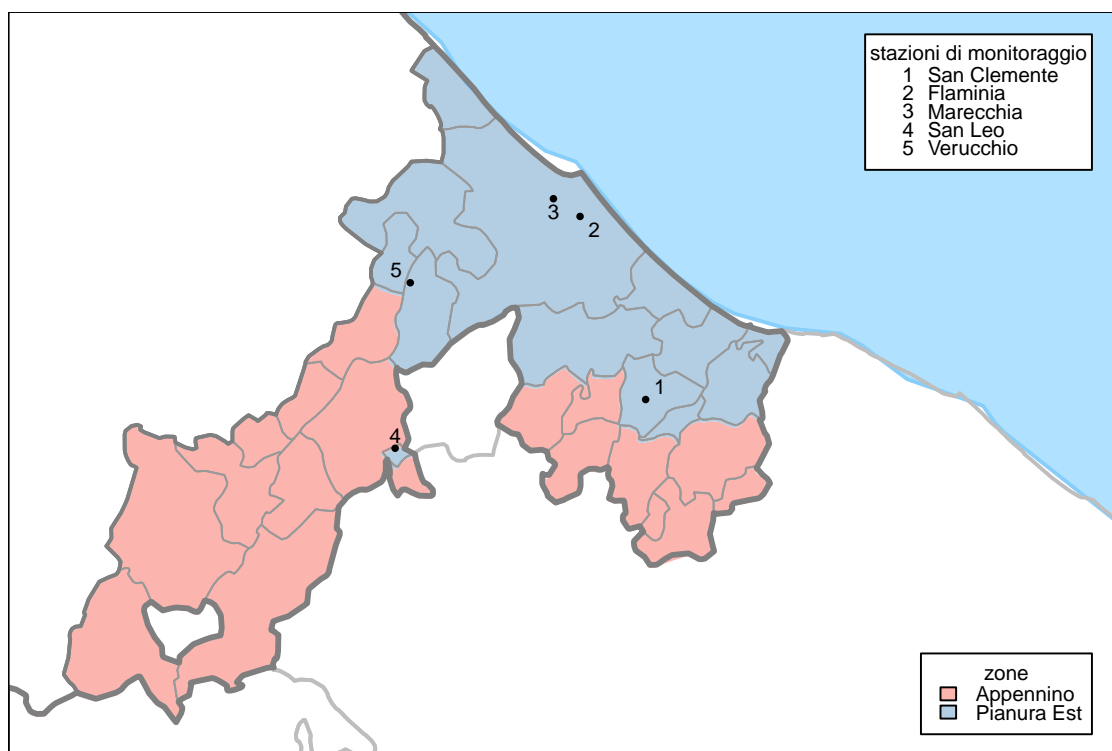 stazioni di monitoraggio
1 San Clemente
2 Flaminia
3 Marecchia
4 San Leo
5 Verucchio
3
2
5
1
4
zone
Appennino
Pianura Est